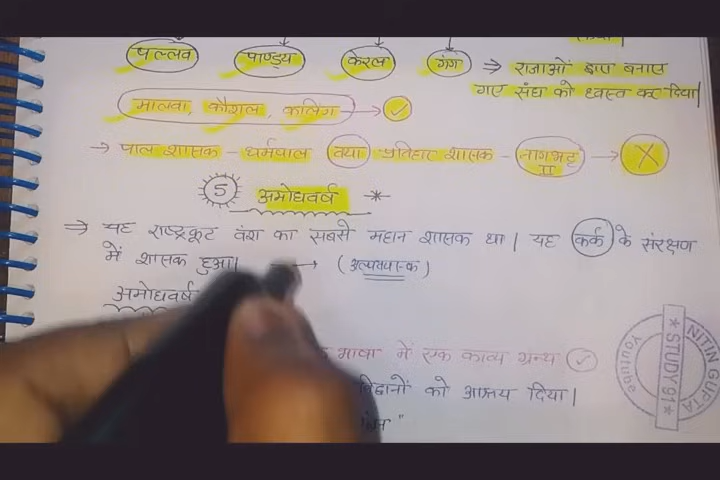 पल्लव पाण्ड्य केरल गंग ⇒ राजाओं द्वारा बनाए
गए संघ को ध्वस्त कर दिया।
मालवा, कौशल, कलिंग → ✓
→ पाल शासक - धर्मपाल तथा प्रतिहार शासक - नागभट्ट II → X
5 अमोघवर्ष *
⇒ यह राष्ट्रकूट वंश का सबसे महान शासक था। यह कर्क के संरक्षण
में शासक हुआ। → (अल्पवयस्क)
अमोघवर्ष
भाषा में एक काव्य ग्रन्थ ✓
विद्वानों को आश्रय दिया।
NITIN GUPTA
STUDY 91
Youtube